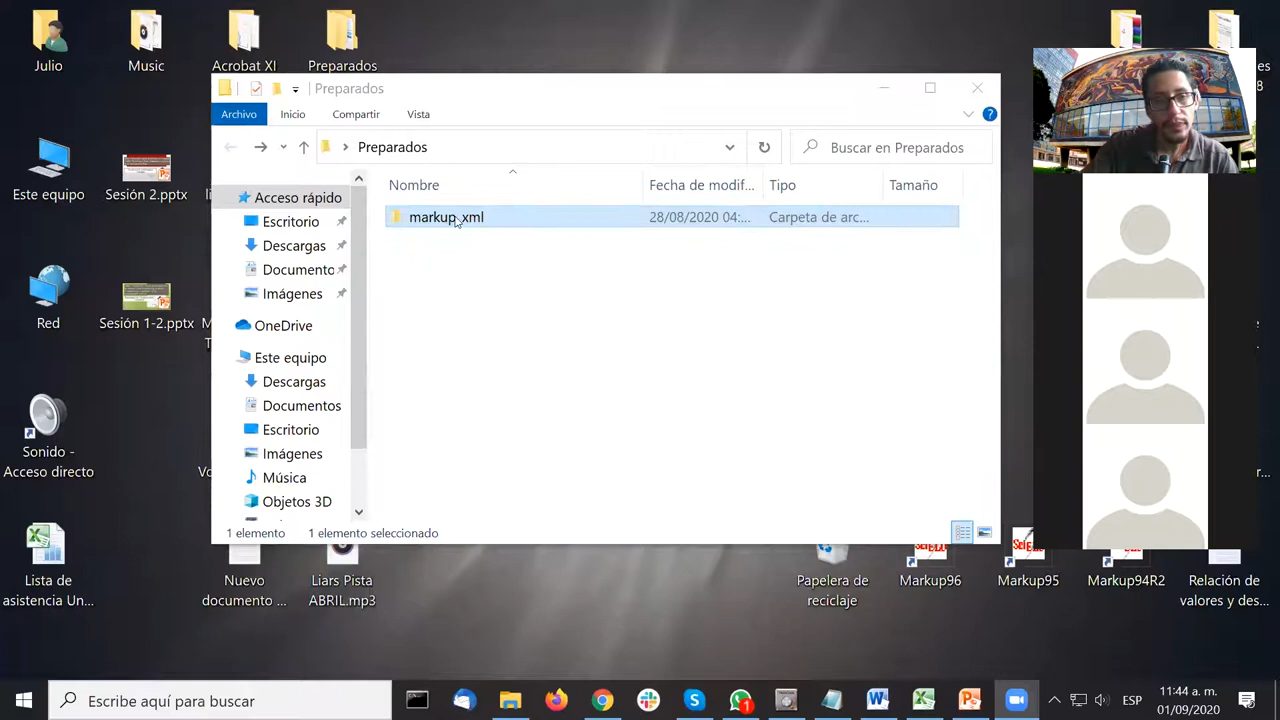 Julio
Music
Acrobat XI
Preparados
Preparados
Archivo
Inicio
Compartir
Vista
Preparados
Buscar en Preparados
Nombre
Fecha de modif...
Tipo
Tamaño
markup_xml
28/08/2020 04:...
Carpeta de arc...
Acceso rápido
Escritorio
Descargas
Documento
Imágenes
OneDrive
Este equipo
Descargas
Documentos
Escritorio
Imágenes
Música
Objetos 3D
1 elemento
1 elemento seleccionado
Este equipo
Sesión 2.pptx
Red
Sesión 1-2.pptx
Sonido -
Acceso directo
Lista de
asistencia Un...
Nuevo
documento ...
Liars Pista
ABRIL.mp3
Papelera de
reciclaje
Markup96
Markup95
Markup94R2
Relación de
valores y des...
Escribe aquí para buscar
ESP
11:44 a. m.
01/09/2020